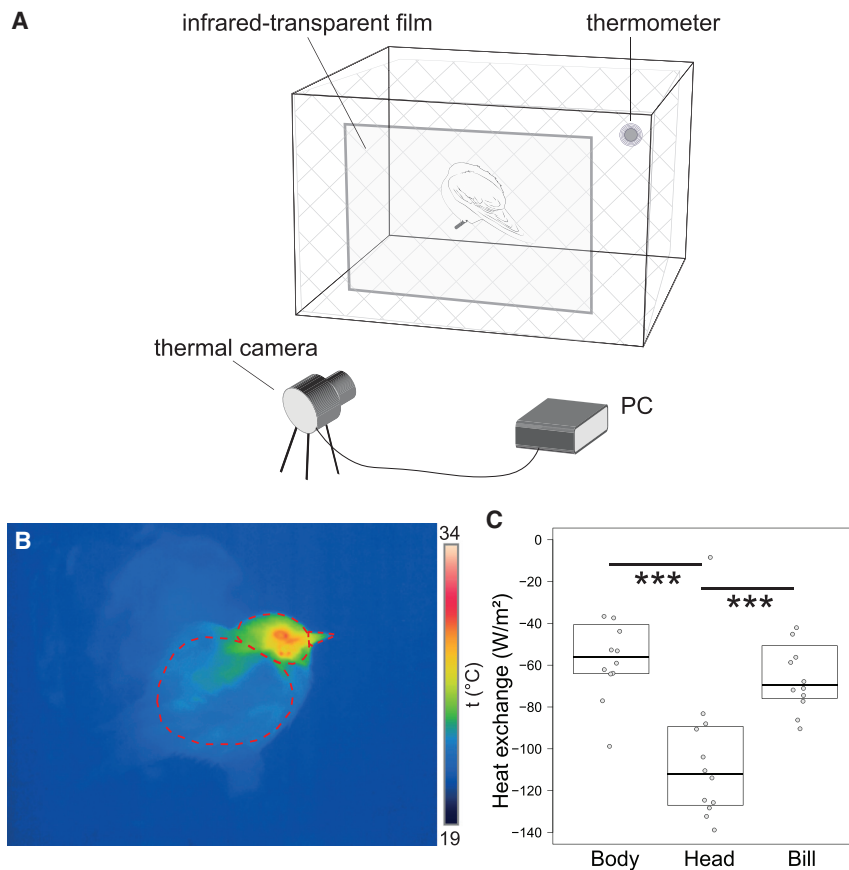 A
infrared-transparent film
thermometer
thermal camera
PC
B
34
t (°C)
19
C
Heat exchange (W/m²)
0
−20
−40
−60
−80
−100
−120
−140
***
***
Body Head Bill